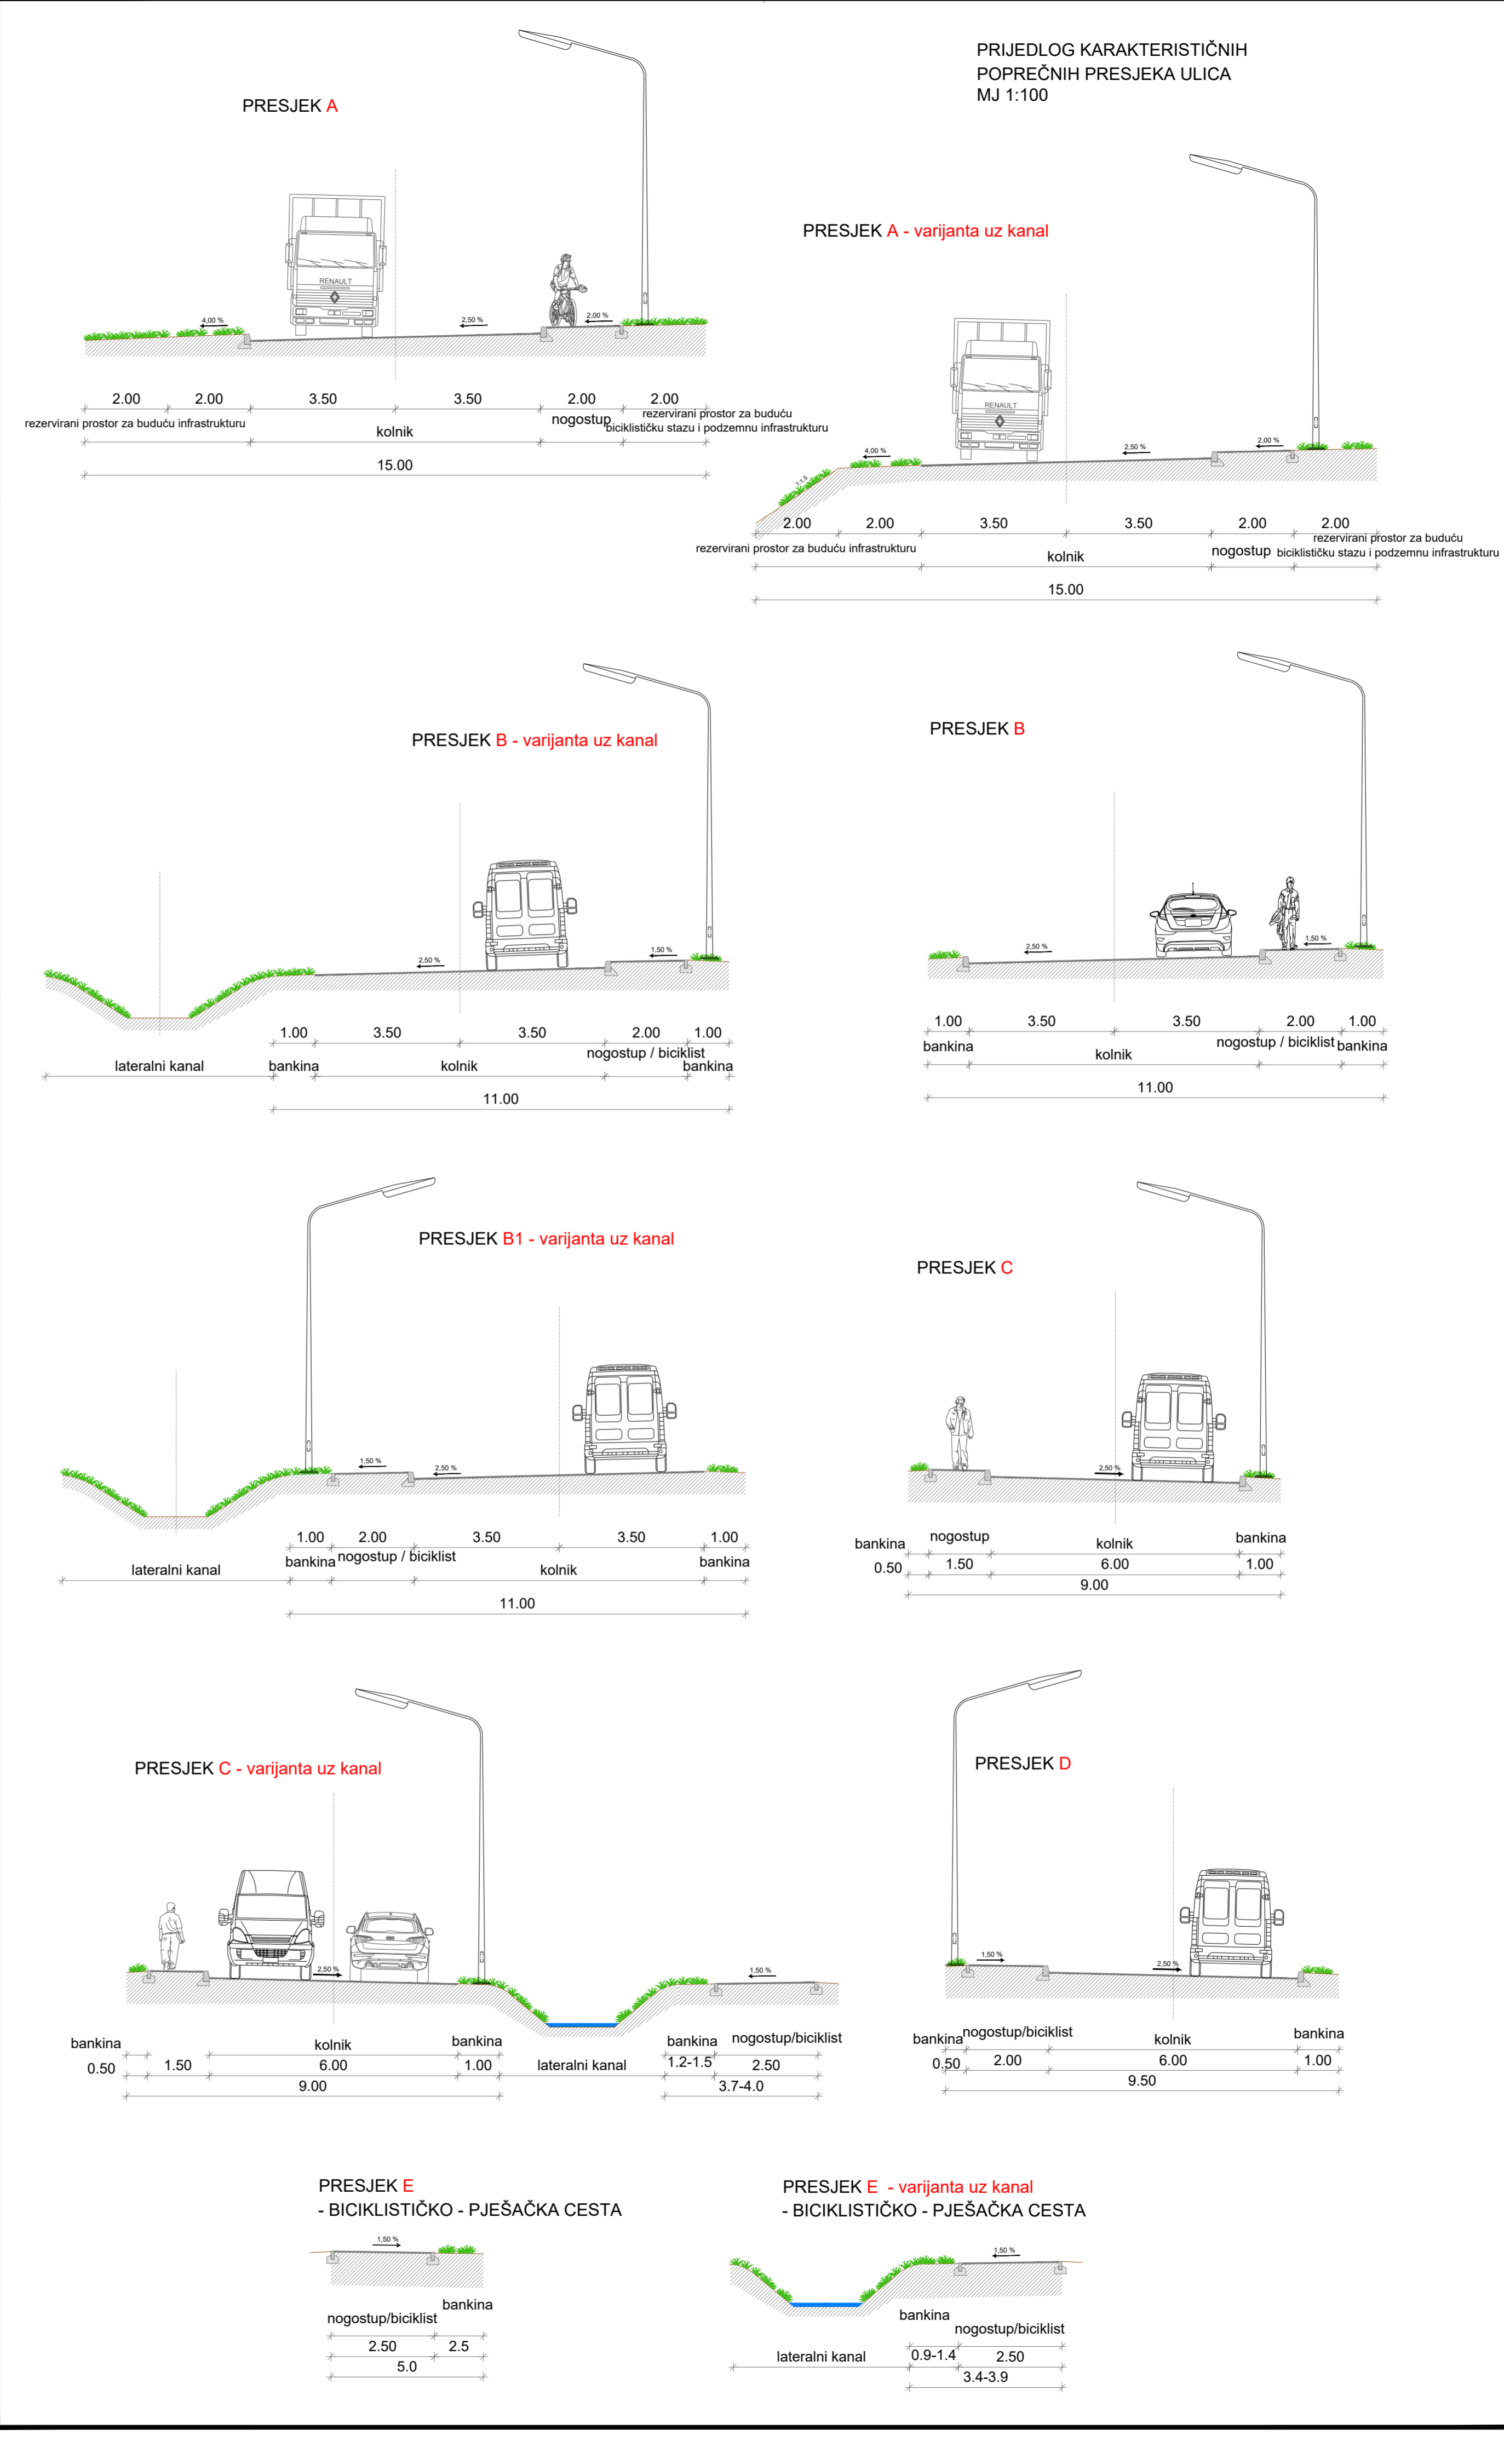 PRIJEDLOG KARAKTERISTIČNIH
POPREČNIH PRESJEKA ULICA
MJ 1:100
PRESJEK A
RENAULT
4,00 %
2,50 %
2,00 %
2.00 2.00 3.50 3.50 2.00 2.00
rezervirani prostor za buduću infrastrukturu
kolnik
nogostup
rezervirani prostor za buduću
biciklističku stazu i podzemnu infrastrukturu
15.00
PRESJEK A - varijanta uz kanal
RENAULT
1:1,5
4,00 %
2,50 %
2,00 %
2.00 2.00 3.50 3.50 2.00 2.00
rezervirani prostor za buduću infrastrukturu
kolnik
nogostup
rezervirani prostor za buduću
biciklističku stazu i podzemnu infrastrukturu
15.00
PRESJEK B - varijanta uz kanal
2,50 %
1,50 %
1.00 3.50 3.50 2.00 1.00
nogostup / biciklist
lateralni kanal bankina kolnik bankina
11.00
PRESJEK B
2,50 %
1,50 %
1.00 3.50 3.50 2.00 1.00
bankina kolnik nogostup / biciklist bankina
11.00
PRESJEK B1 - varijanta uz kanal
1,50 %
2,50 %
1.00 2.00 3.50 3.50 1.00
lateralni kanal bankina nogostup / biciklist kolnik bankina
11.00
PRESJEK C
2,50 %
bankina nogostup kolnik bankina
0.50 1.50 6.00 1.00
9.00
PRESJEK C - varijanta uz kanal
2,50 %
1,50 %
bankina kolnik bankina lateralni kanal bankina nogostup/biciklist
0.50 1.50 6.00 1.00 1.2-1.5 2.50
9.00 3.7-4.0
PRESJEK D
1,50 %
2,50 %
bankina nogostup/biciklist kolnik bankina
0.50 2.00 6.00 1.00
9.50
PRESJEK E
- BICIKLISTIČKO - PJEŠAČKA CESTA
1,50 %
bankina
nogostup/biciklist
2.50 2.5
5.0
PRESJEK E - varijanta uz kanal
- BICIKLISTIČKO - PJEŠAČKA CESTA
1,50 %
bankina
nogostup/biciklist
lateralni kanal 0.9-1.4 2.50
3.4-3.9